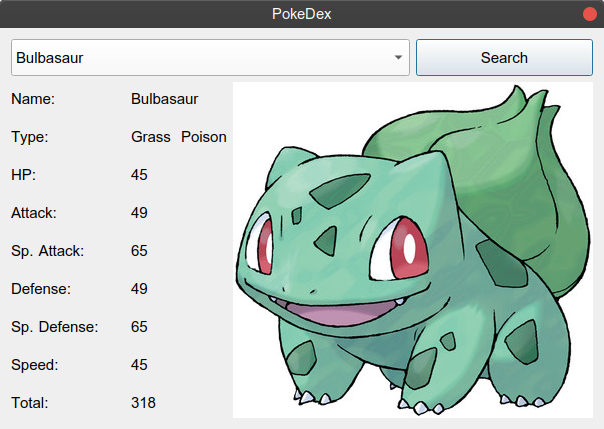 PokeDex
Bulbasaur Search
Name: Bulbasaur
Type: Grass Poison
HP: 45
Attack: 49
Sp. Attack: 65
Defense: 49
Sp. Defense: 65
Speed: 45
Total: 318